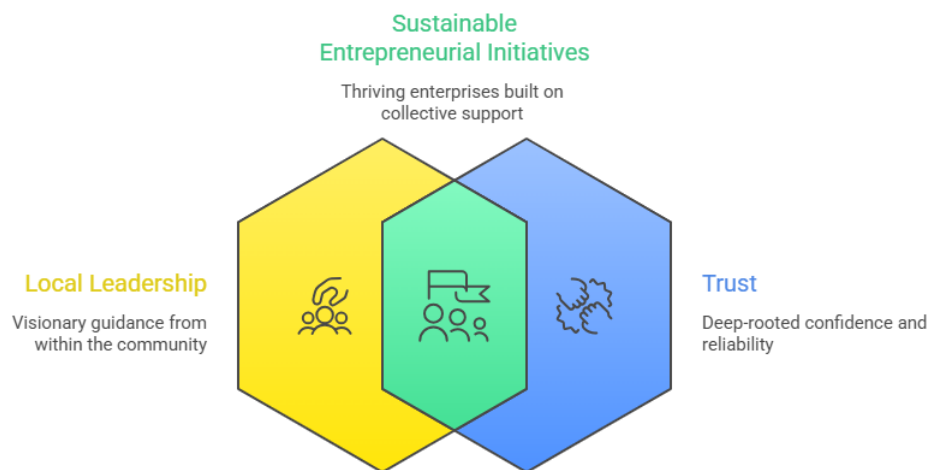 Sustainable
Entrepreneurial Initiatives
Thriving enterprises built on
collective support
Local Leadership
Visionary guidance from
within the community
Trust
Deep-rooted confidence and
reliability